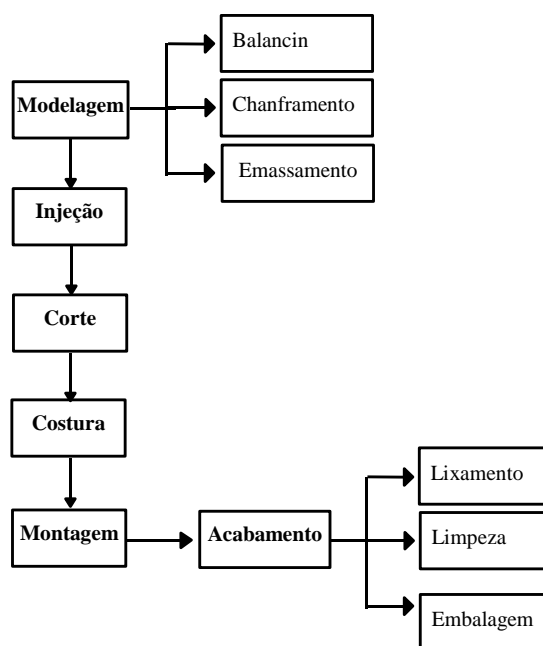 Balancin
Modelagem
Chanframento
Emassamento
Injeção
Corte
Costura
Lixamento
Montagem
Acabamento
Limpeza
Embalagem